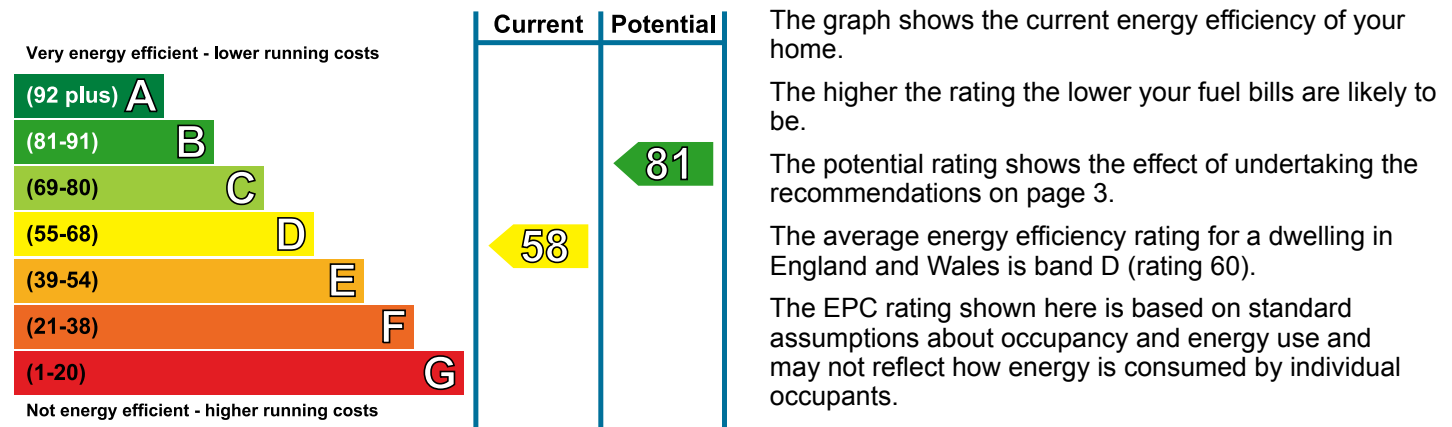 Current Potential
Very energy efficient - lower running costs
(92 plus) A
(81-91) B
(69-80) C
(55-68) D
(39-54) E
(21-38) F
(1-20) G
Not energy efficient - higher running costs
58
81
The graph shows the current energy efficiency of your
home.
The higher the rating the lower your fuel bills are likely to
be.
The potential rating shows the effect of undertaking the
recommendations on page 3.
The average energy efficiency rating for a dwelling in
England and Wales is band D (rating 60).
The EPC rating shown here is based on standard
assumptions about occupancy and energy use and
may not reflect how energy is consumed by individual
occupants.